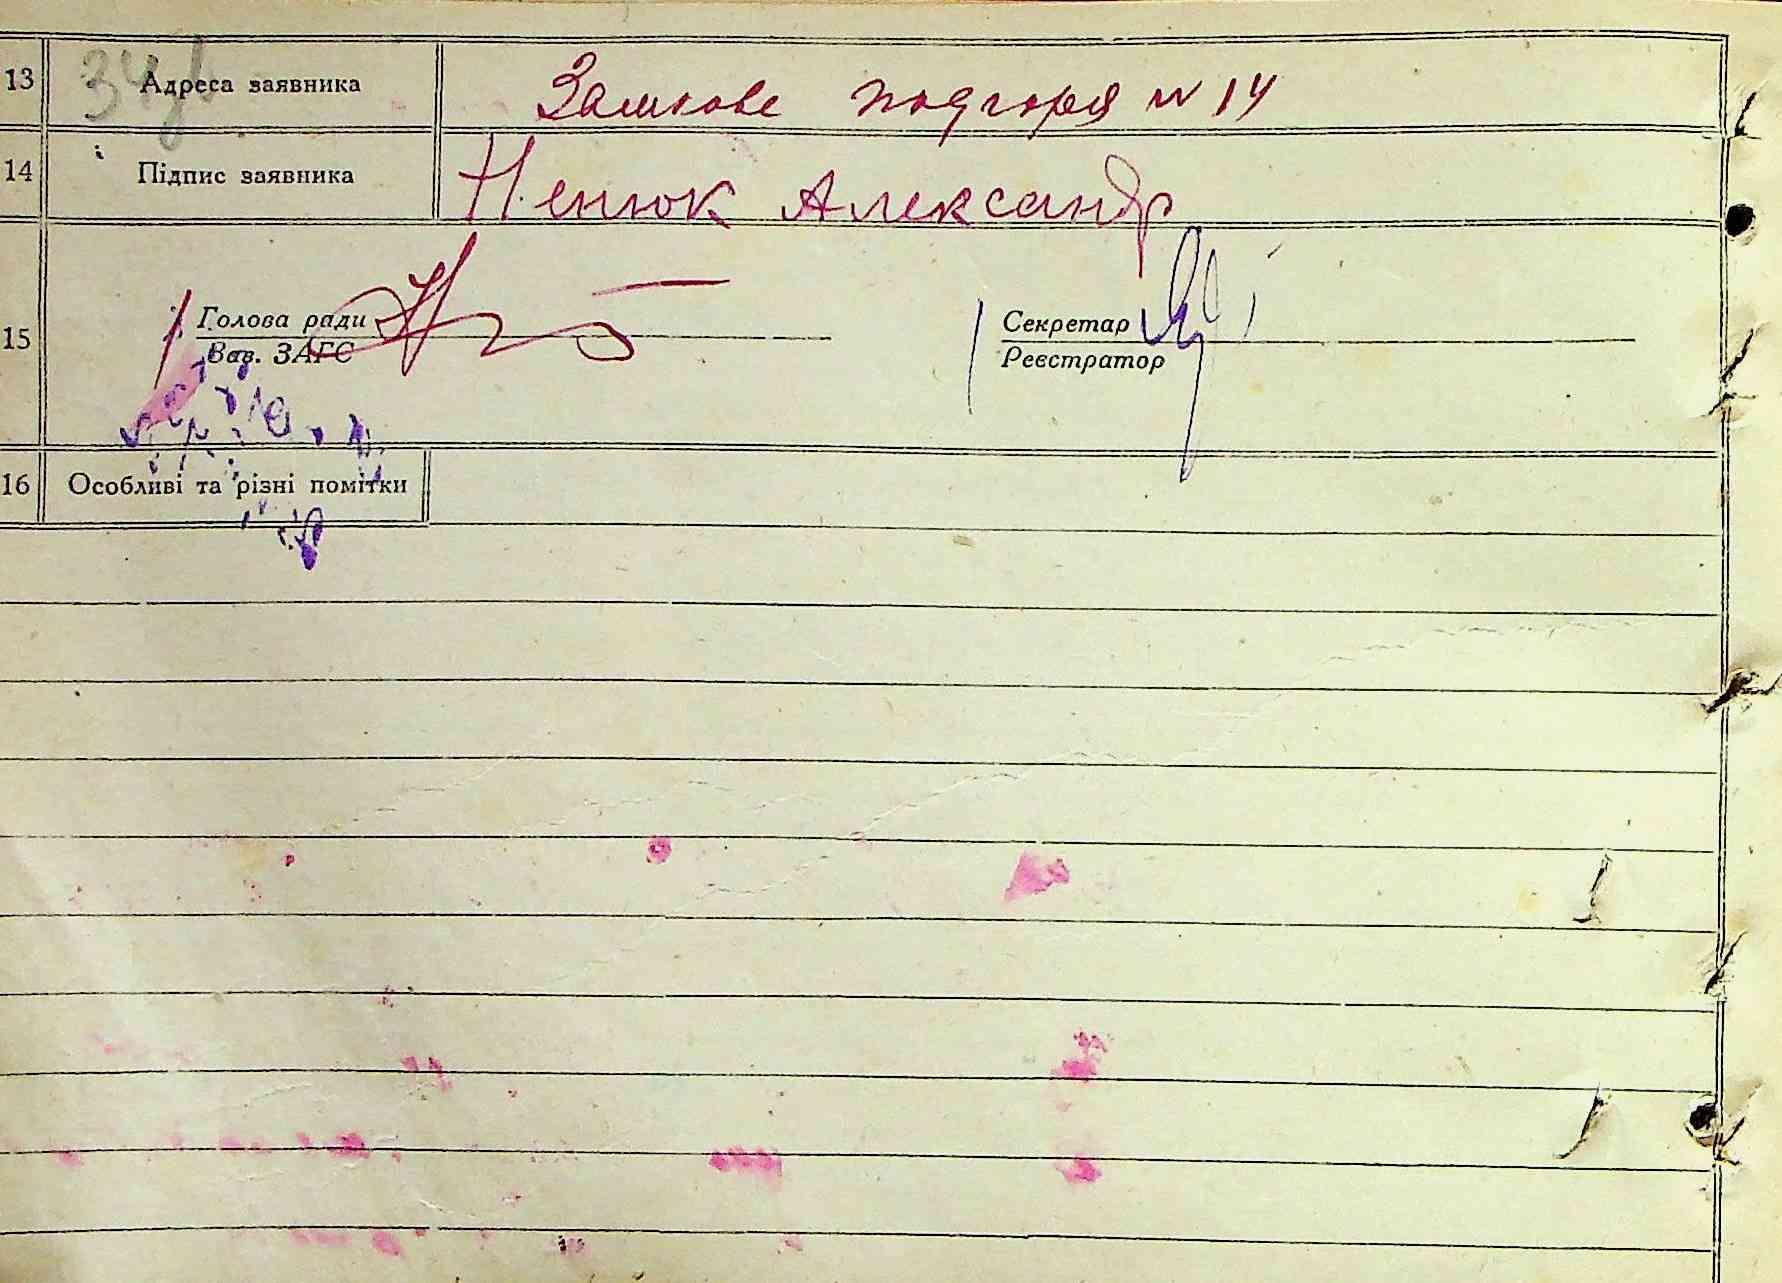 13 Адреса заявника Замкове подгоря № 14
14 Підпис заявника Ненюк Александр
15 Голова ради Секретар
Зав. ЗАГС Реєстратор
16 Особливі та різні помітки